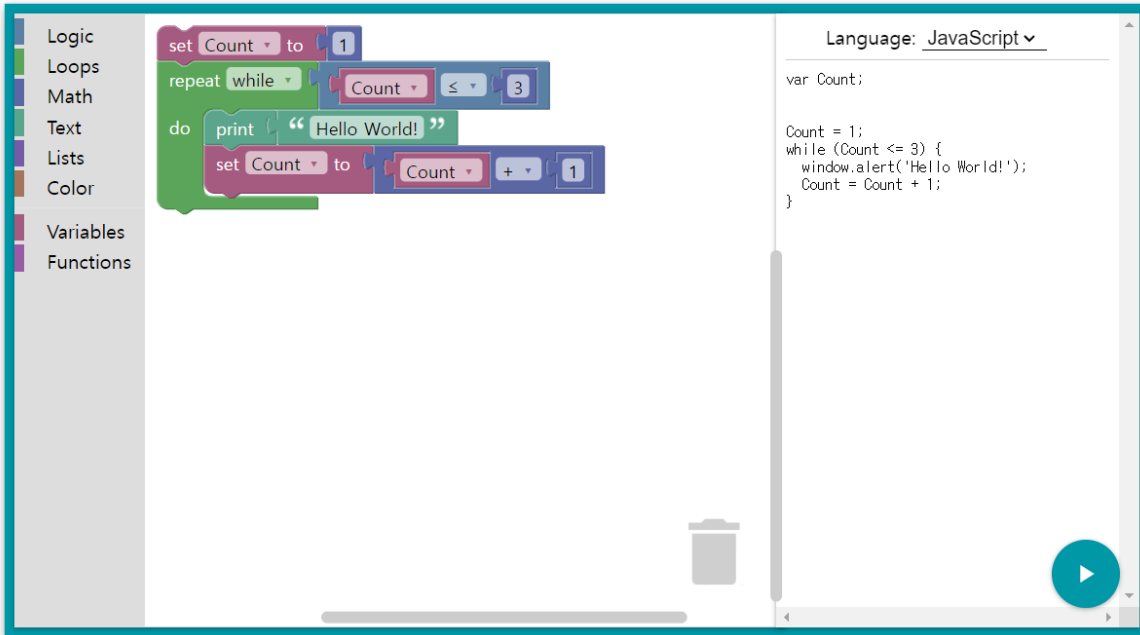 Logic
Loops
Math
Text
Lists
Color
Variables
Functions
set Count to 1
repeat while Count ≤ 3
do print “ Hello World! ”
set Count to Count + 1
Language: JavaScript
var Count;
Count = 1;
while (Count <= 3) {
  window.alert('Hello World!');
  Count = Count + 1;
}